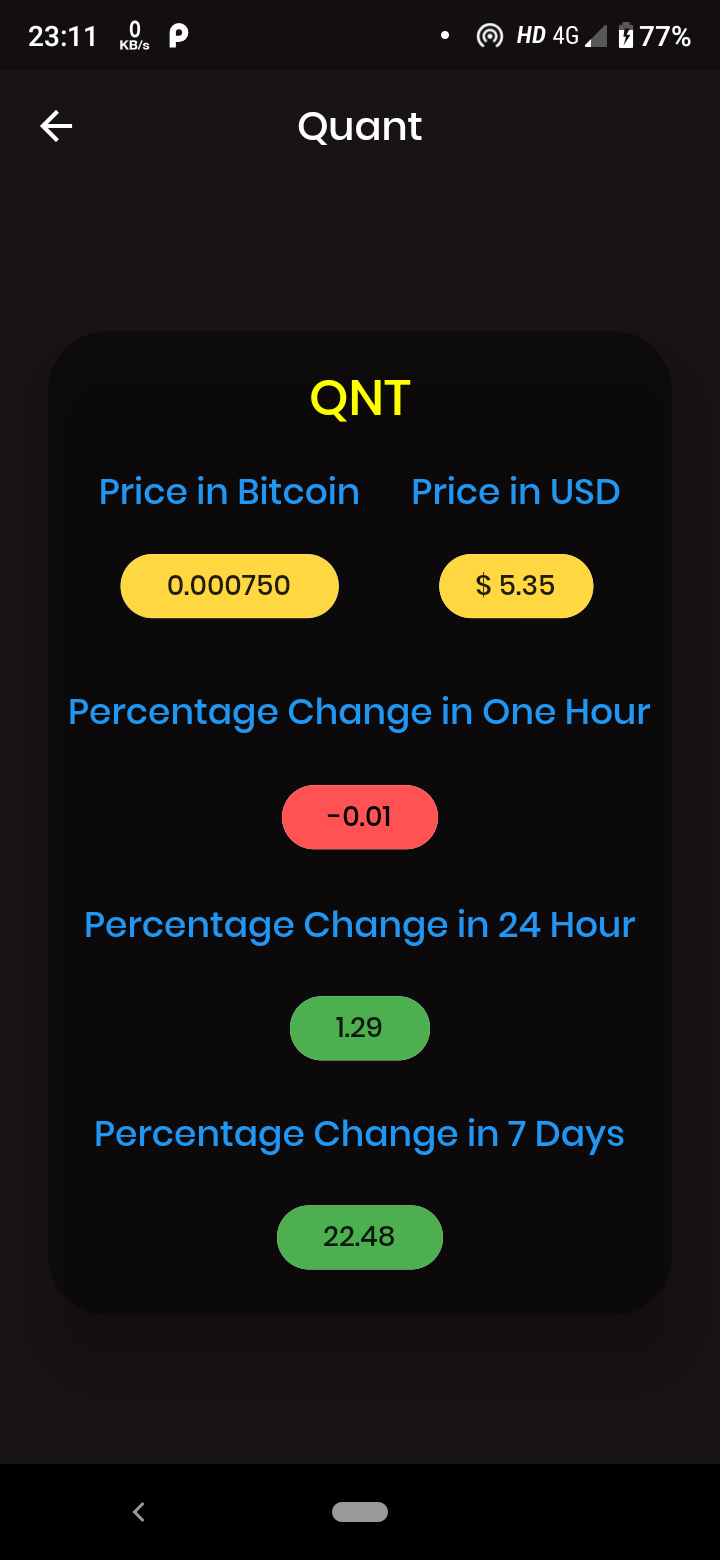 23:11 0 KB/s HD 4G 77%
Quant
QNT
Price in Bitcoin Price in USD
0.000750 $ 5.35
Percentage Change in One Hour
-0.01
Percentage Change in 24 Hour
1.29
Percentage Change in 7 Days
22.48